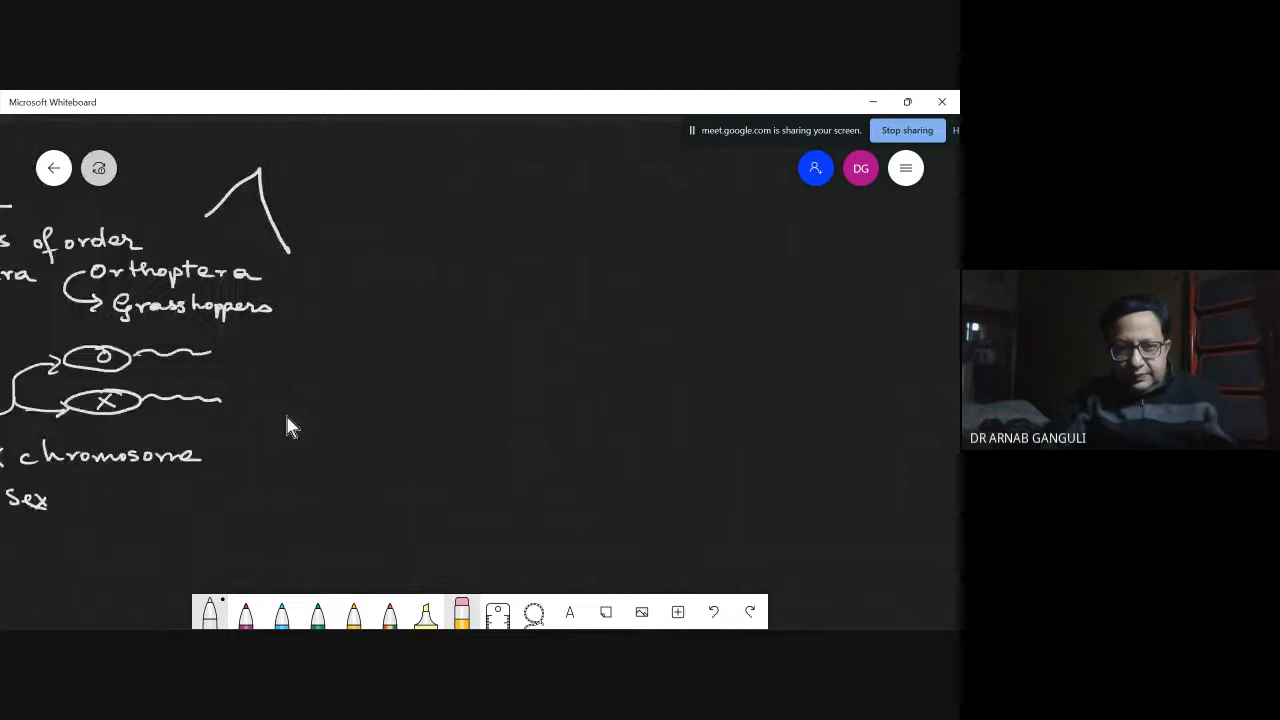 Microsoft Whiteboard
meet.google.com is sharing your screen.
Stop sharing
H
DG
s of order
ra Orthoptera
Grasshoppers
O
X
chromosome
Sex
A
DR ARNAB GANGULI